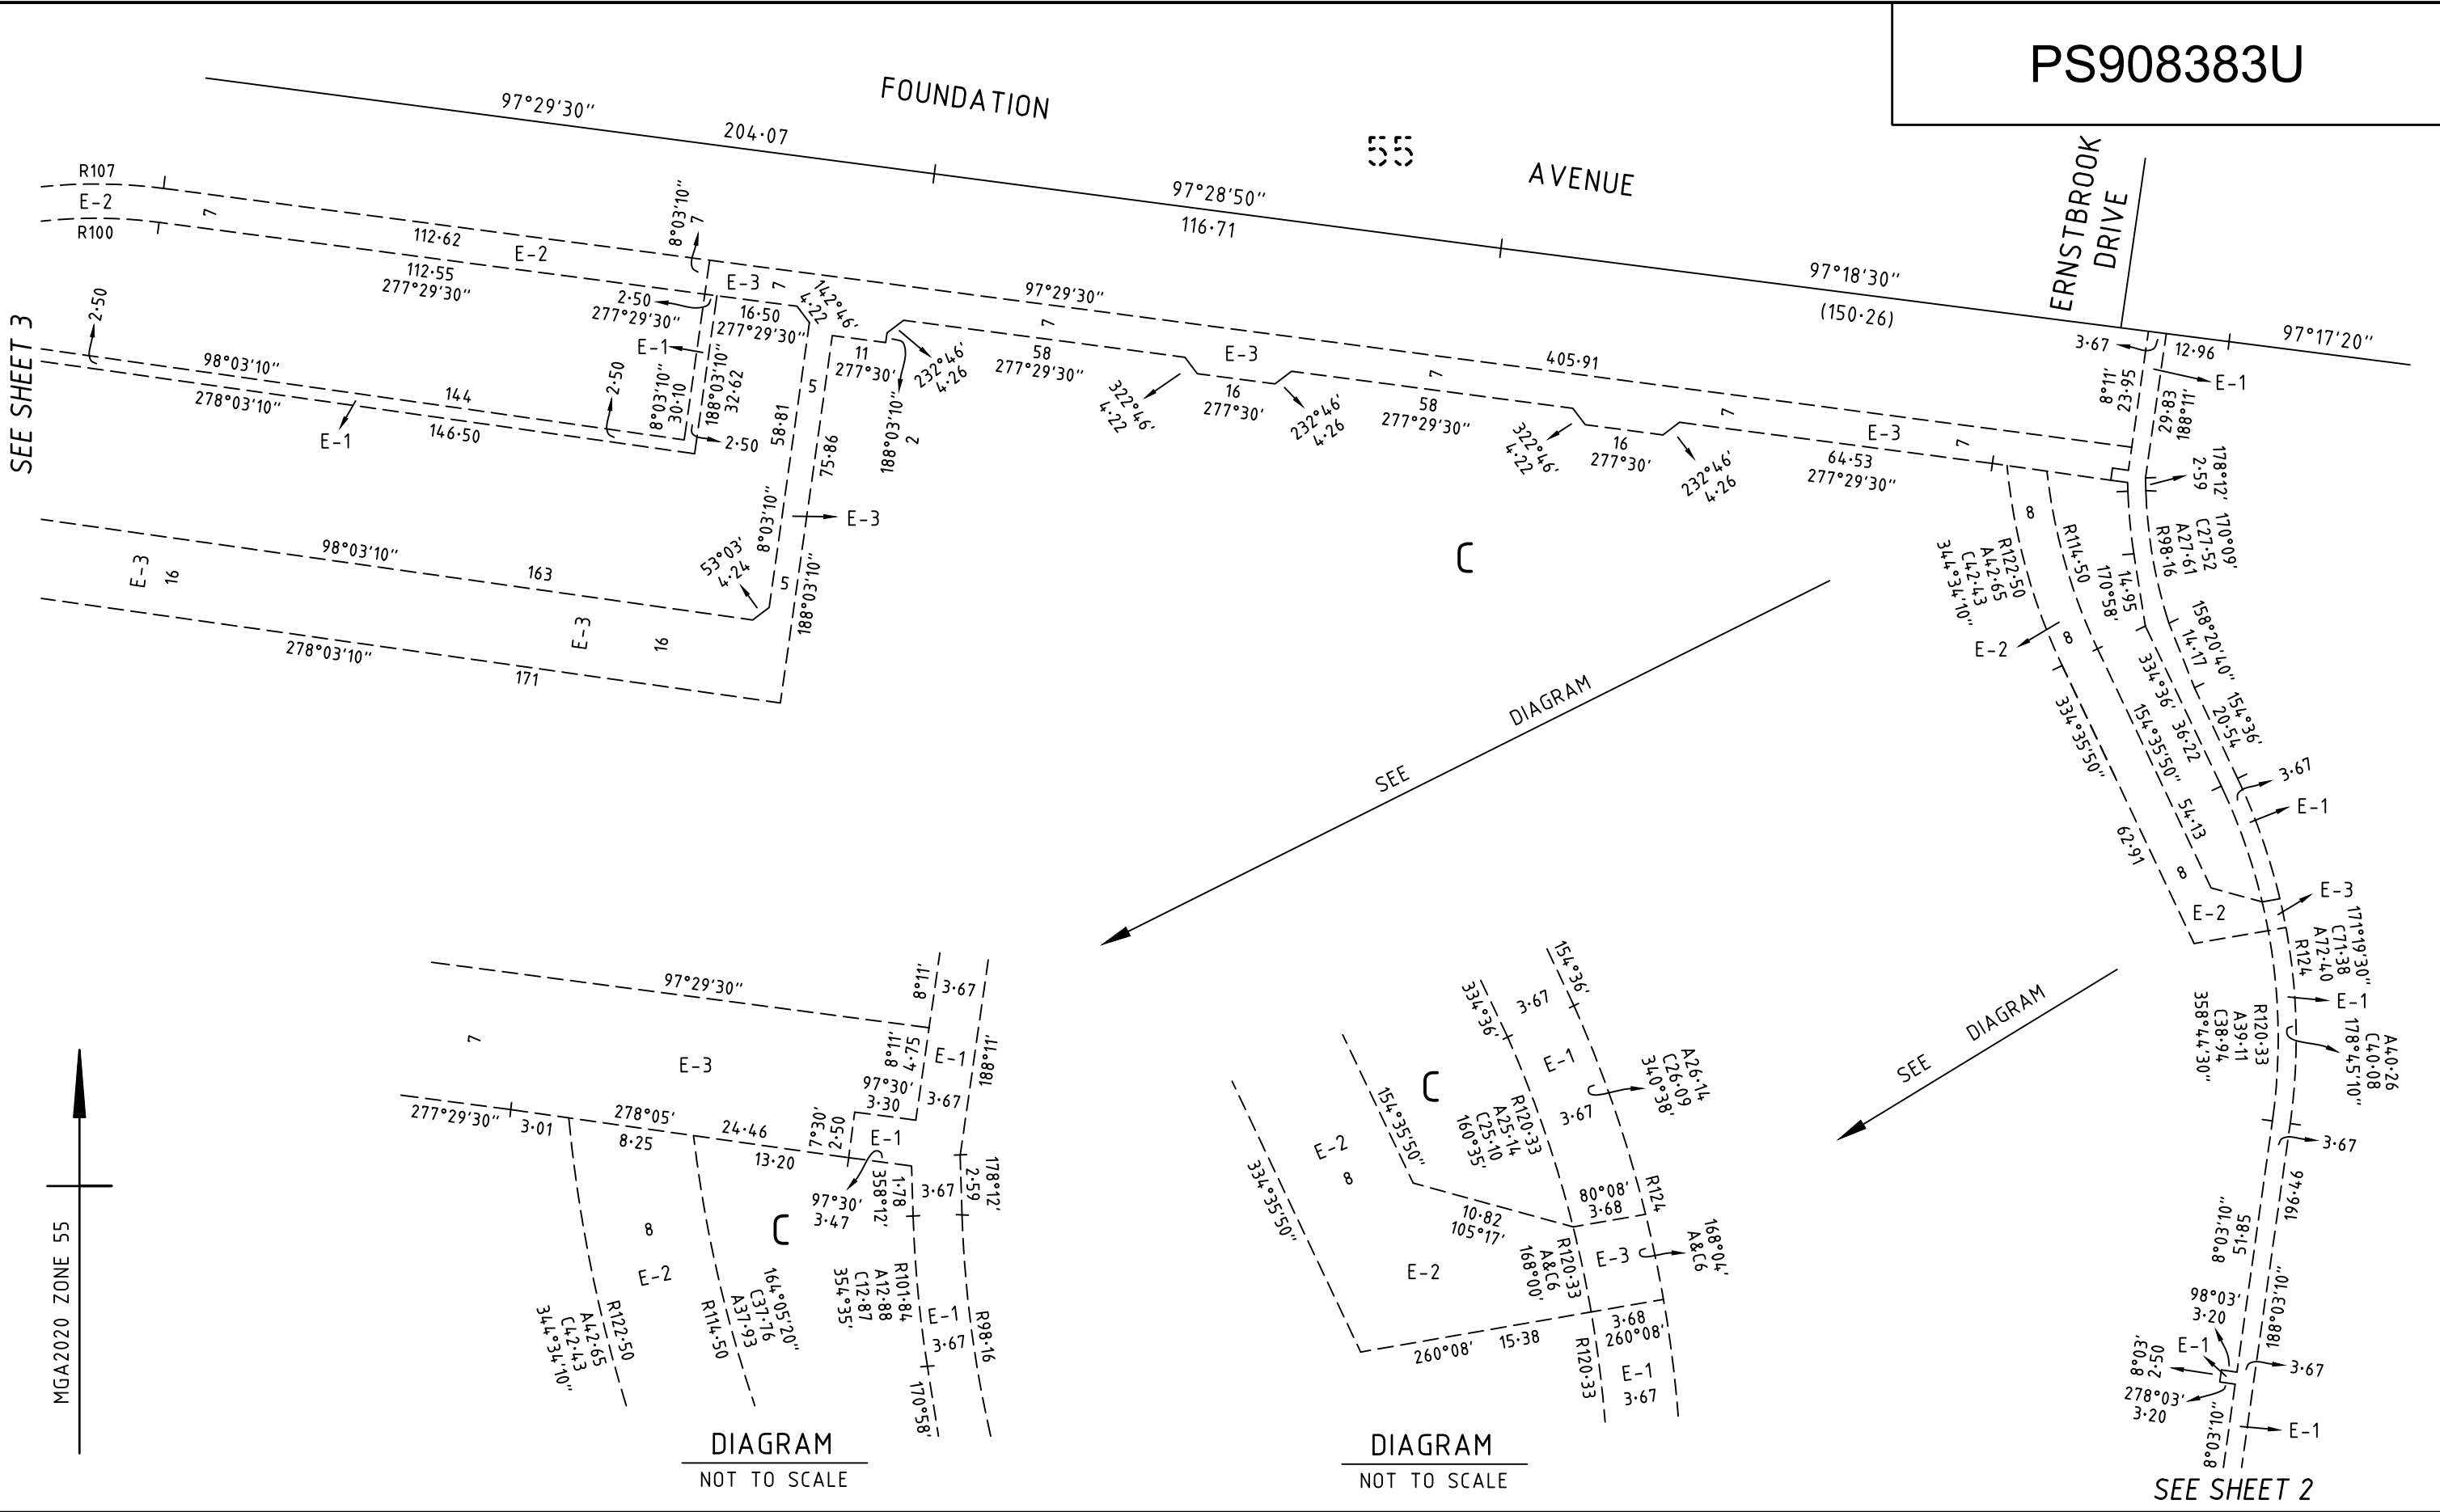 PS908383U
FOUNDATION
55
AVENUE
ERNSTBROOK
DRIVE
97°29'30"
204·07
97°28'50"
116·71
97°18'30"
(150·26)
97°17'20"
3·67
12·96
E-1
R107
E-2
R100
7
112·62
E-2
112·55
277°29'30"
8°03'10"
7
E-3
7
142°46'
4·22
2·50
277°29'30"
16·50
277°29'30"
97°29'30"
405·91
2·50
SEE SHEET 3
98°03'10"
144
278°03'10"
146·50
E-1
2·50
E-1
8°03'10"
30·10
188°03'10"
32·62
2·50
58·81
5
75·86
11
277°30'
232°46'
4·26
188°03'10"
2
7
58
277°29'30"
E-3
322°46'
4·22
16
277°30'
232°46'
4·26
7
58
277°29'30"
322°46'
4·22
16
277°30'
232°46'
4·26
7
E-3
64·53
277°29'30"
7
8°11'
23·95
29·83
188°11'
178°12'
2·59
8°03'10"
E-3
53°03'
4·24
5
188°03'10"
98°03'10"
163
E-3
16
E-3
16
278°03'10"
171
C
8
R114·50
R122·50
A42·65
C42·43
344°34'10"
E-2
8
170°09'
C27·52
A27·61
R98·16
14·95
170°58'
158°20'40"
14·17
334°36'
36·22
154°36'
20·54
3·67
E-1
334°35'50"
62·91
154°35'50"
54·13
8
E-2
E-3
171°19'30"
C71·38
A72·40
R124
E-1
R120·33
A39·11
C38·94
358°44'30"
A40·26
C40·08
178°45'10"
3·67
196·46
8°03'10"
51·85
188°03'10"
98°03'
3·20
E-1
8°03'
2·50
278°03'
3·20
3·67
E-1
8°03'10"
SEE SHEET 2
SEE DIAGRAM
SEE DIAGRAM
MGA2020 ZONE 55
97°29'30"
7
E-3
8°11'
3·67
8°11'
4·75
E-1
188°11'
97°30'
3·30
3·67
277°29'30"
3·01
278°05'
8·25
24·46
13·20
7°30'
2·50
E-1
97°30'
3·47
1·78
358°12'
3·67
178°12'
2·59
8
E-2
C
R122·50
A42·65
C42·43
344°34'10"
164°05'20"
C37·76
A37·93
R114·50
R101·84
A12·88
C12·87
354°35'
E-1
3·67
R98·16
170°58'
DIAGRAM
NOT TO SCALE
154°36'
334°36'
3·67
E-1
C
154°35'50"
E-2
8
334°35'50"
R120·33
A25·14
C25·10
160°35'
3·67
A26·14
C26·09
340°38'
R124
80°08'
3·68
10·82
105°17'
E-2
R120·33
A&C6
168°00'
E-3
168°04'
A&C6
15·38
260°08'
3·68
260°08'
R120·33
E-1
3·67
DIAGRAM
NOT TO SCALE